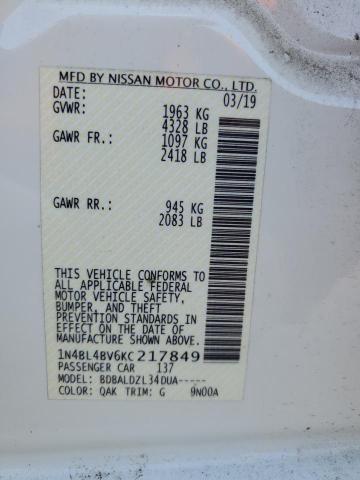 MFD BY NISSAN MOTOR CO., LTD.
DATE: 03/19
GVWR: 1963 KG
4328 LB
GAWR FR.: 1097 KG
2418 LB
GAWR RR.: 945 KG
2083 LB
THIS VEHICLE CONFORMS TO
ALL APPLICABLE FEDERAL
MOTOR VEHICLE SAFETY,
BUMPER, AND THEFT
PREVENTION STANDARDS
IN EFFECT ON THE DATE OF
MANUFACTURE SHOWN ABOVE.
1N4BL4BV6KC217849
PASSENGER CAR 137
MODEL: BDBALDZL34DUA-----
COLOR: QAK TRIM: G 9N00A